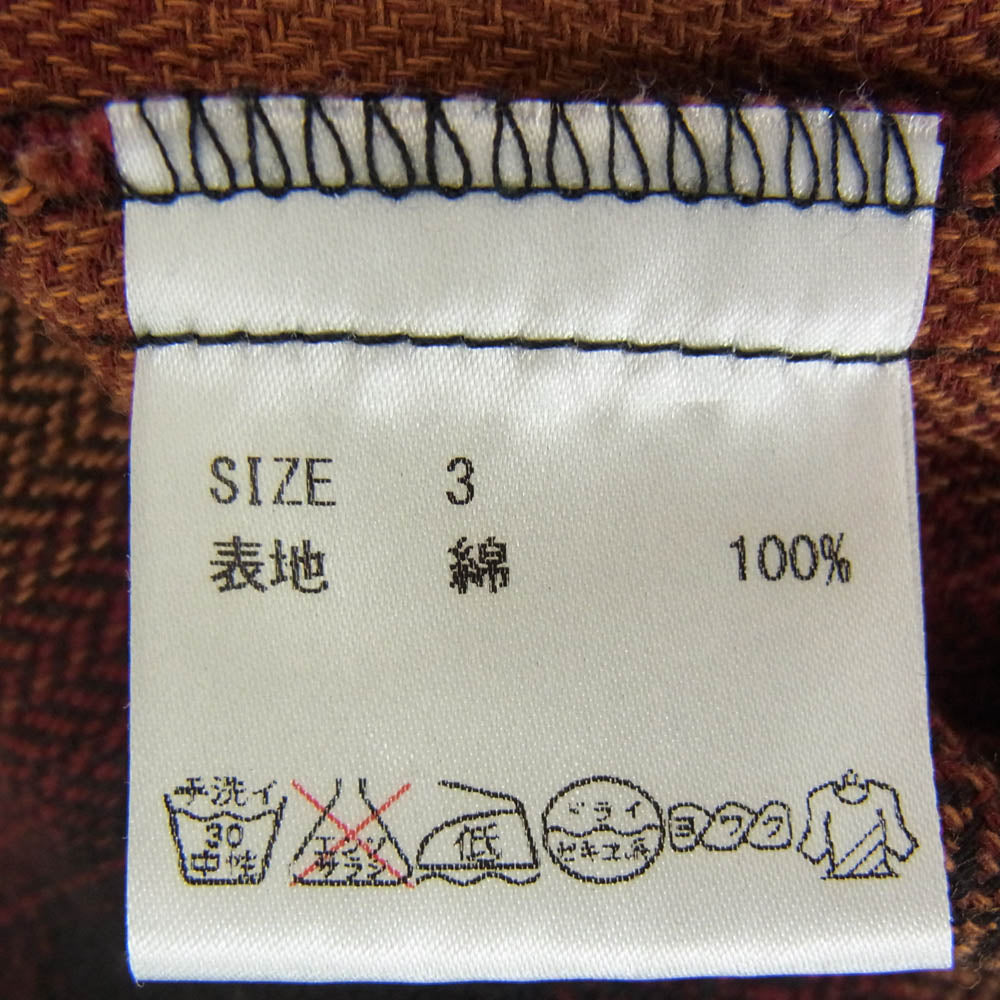 SIZE 3
表地 綿 100%
手洗イ
30
中性
エンソ
サラシ
低
ドライ
セキユ系
ヨワク